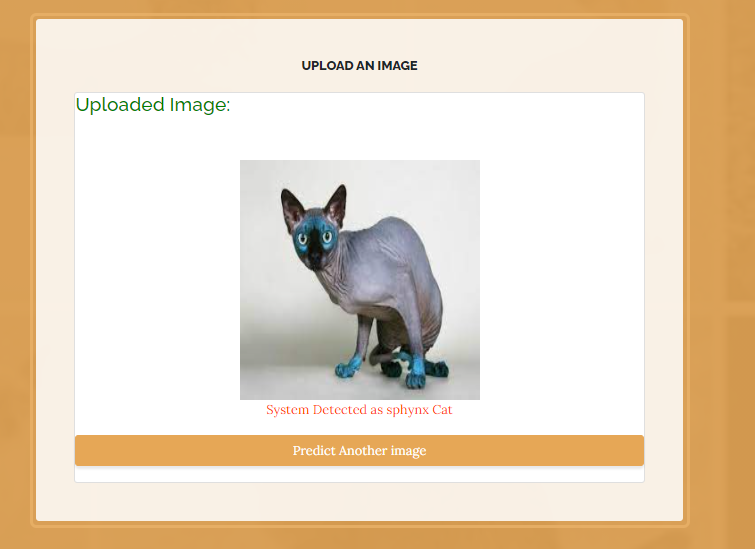 UPLOAD AN IMAGE
Uploaded Image:
System Detected as sphynx Cat
Predict Another image